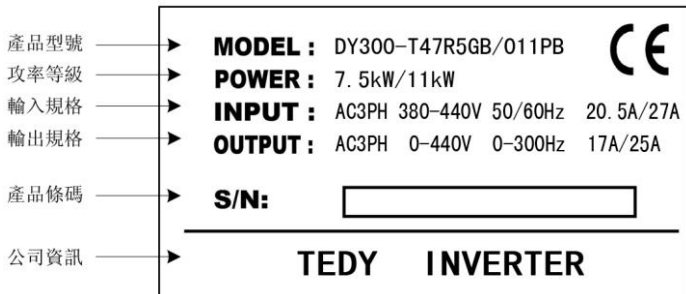 產品型號 MODEL : DY300-T47R5GB/011PB CE
攻率等級 POWER : 7.5kW/11kW
輸入規格 INPUT : AC3PH 380-440V 50/60Hz 20.5A/27A
輸出規格 OUTPUT : AC3PH 0-440V 0-300Hz 17A/25A
產品條碼 S/N:
公司資訊 TEDY INVERTER